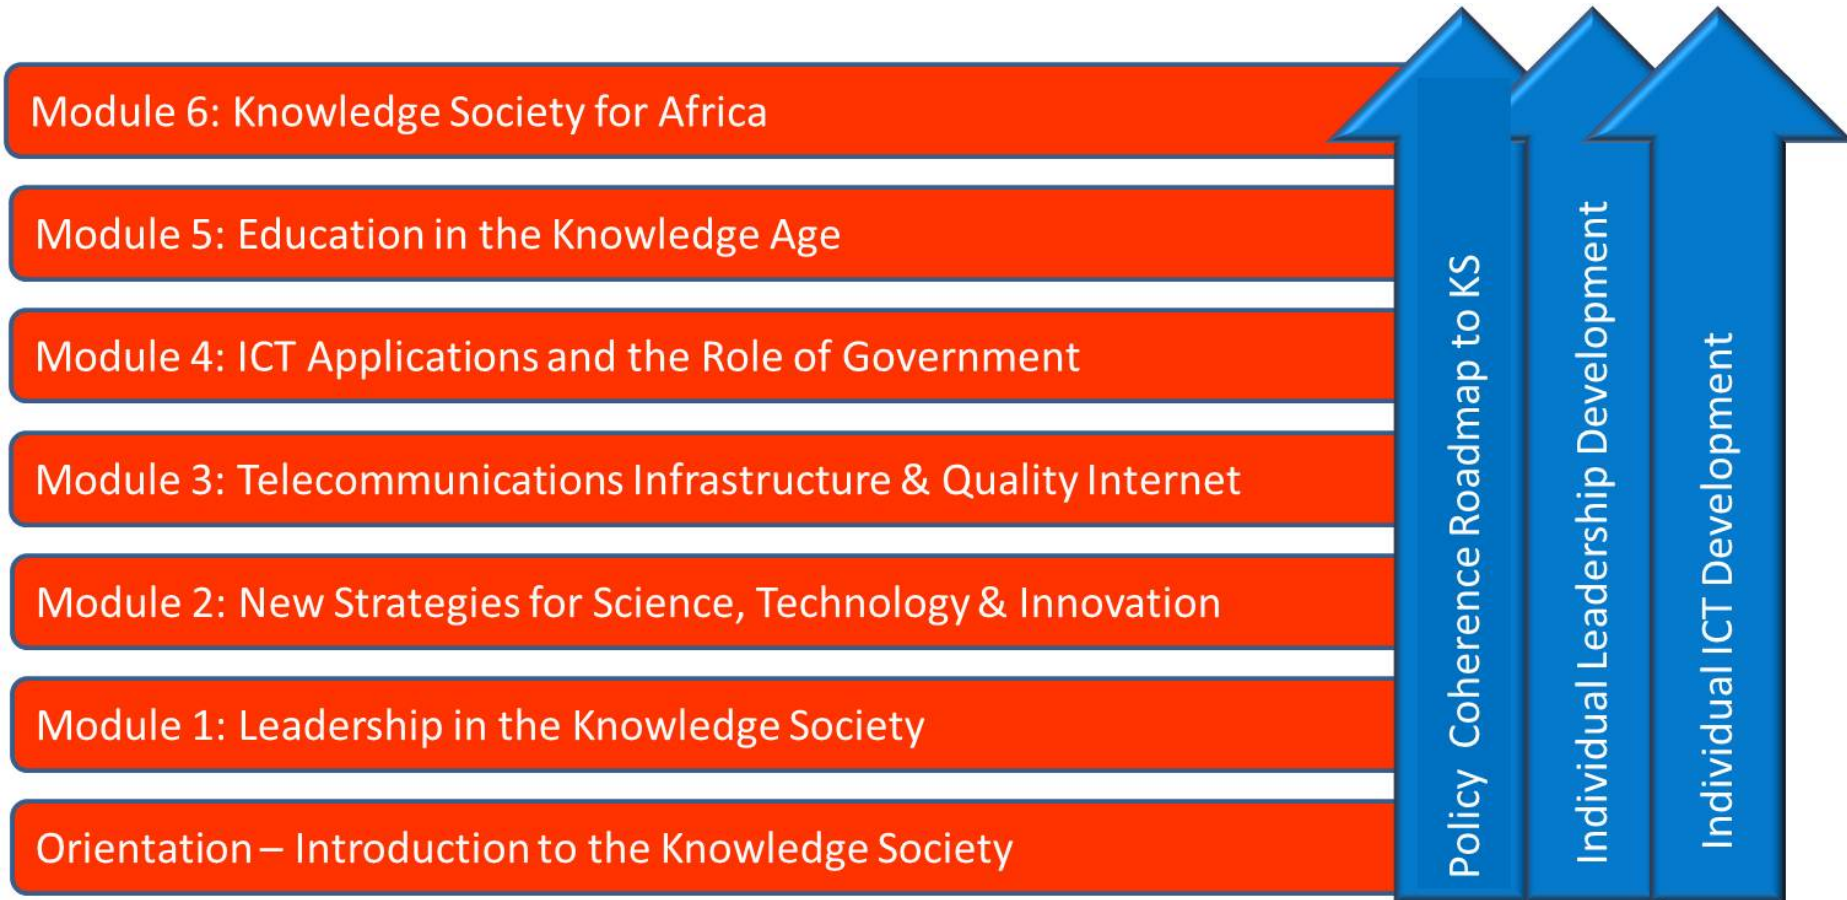 Module 6: Knowledge Society for Africa
Module 5: Education in the Knowledge Age
Module 4: ICT Applications and the Role of Government
Module 3: Telecommunications Infrastructure & Quality Internet
Module 2: New Strategies for Science, Technology & Innovation
Module 1: Leadership in the Knowledge Society
Orientation – Introduction to the Knowledge Society
Policy Coherence Roadmap to KS
Individual Leadership Development
Individual ICT Development